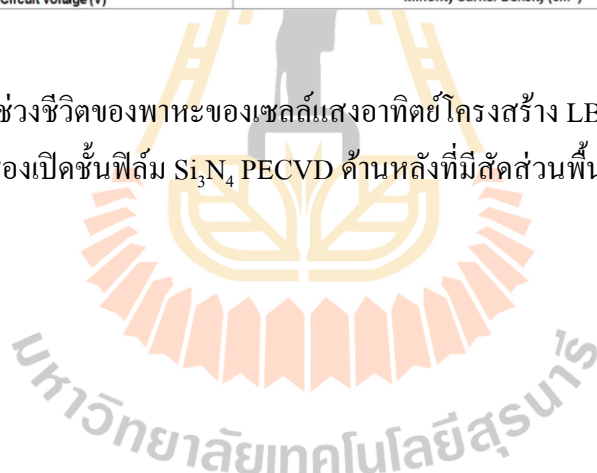 Circuit Voltage (V)
Minority Carrier Density (cm⁻³)
ช่วงชีวิตของพาหะของเซลล์แสงอาทิตย์โครงสร้าง LB
องเปิดชั้นฟิล์ม Si₃N₄ PECVD ด้านหลังที่มีสัดส่วนพื้น
มหาวิทยาลัยเทคโนโลยีสุรนารี